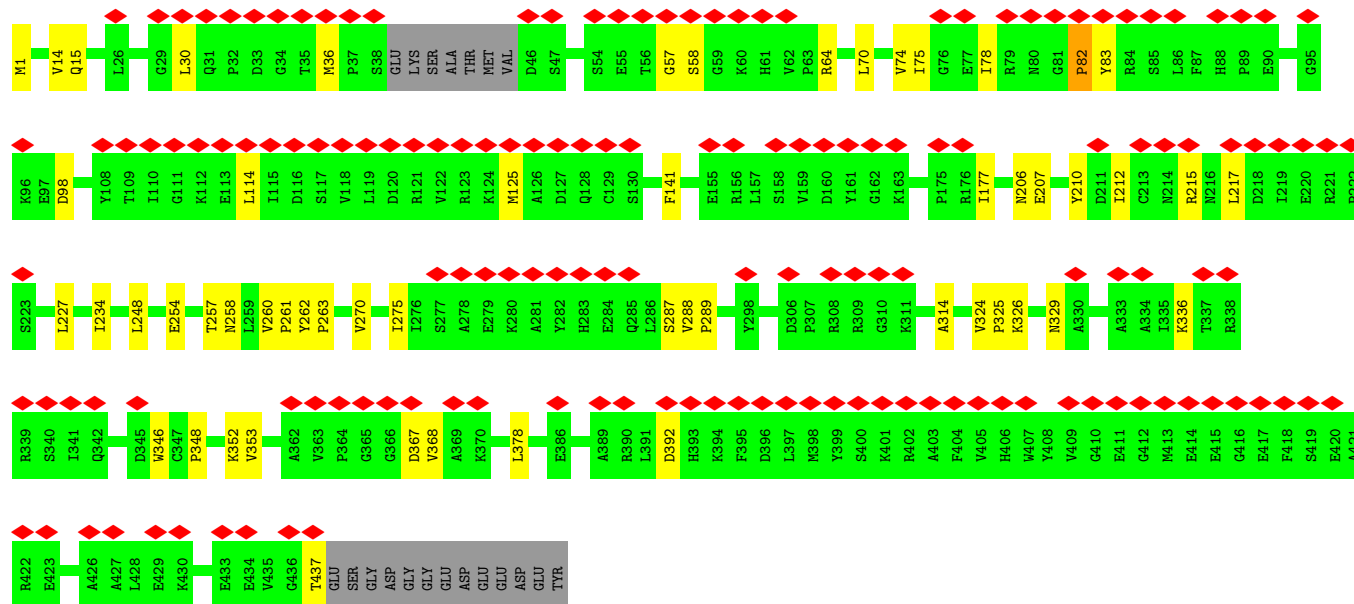 M1 V14 Q15 L26 G29 L30 Q31 P32 D33 G34 T35 M36 P37 S38 GLU LYS SER ALA THR MET VAL D46 S47 S54 E55 T56 G57 S58 G59 K60 H61 V62 P63 R64 L70 V74 I75 G76 E77 I78 R79 N80 G81 P82 Y83 R84 S85 L86 F87 H88 P89 E90 G95
K96 E97 D98 Y108 T109 I110 G111 K112 E113 L114 I115 D116 S117 V118 L119 D120 R121 V122 R123 K124 M125 A126 D127 Q128 C129 S130 F141 E155 R156 L157 S158 V159 D160 Y161 G162 K163 P175 R176 I177 N206 E207 Y210 D211 I212 C213 N214 R215 N216 L217 D218 I219 E220 R221
S223 L227 I234 L248 E254 T257 N258 L259 V260 P261 Y262 P263 V270 I275 I276 S277 A278 E279 K280 A281 Y282 H283 E284 Q285 L286 S287 V288 P289 Y298 D306 P307 R308 R309 G310 K311 A314 V324 P325 K326 N329 A330 A333 A334 I335 K336 T337 R338
R339 S340 I341 Q342 D345 W346 C347 P348 K352 V353 A362 V363 P364 G365 G366 D367 V368 A369 K370 L378 E386 A389 R390 L391 D392 H393 K394 F395 D396 L397 M398 Y399 S400 K401 R402 A403 F404 V405 H406 W407 Y408 V409 G410 E411 G412 M413 E414 E415 G416 E417 F418 S419 E420 A421
R422 E423 A426 A427 L428 E429 K430 E433 E434 V435 G436 T437 GLU SER GLY ASP GLY GLY GLU ASP GLU GLU ASP GLU TYR